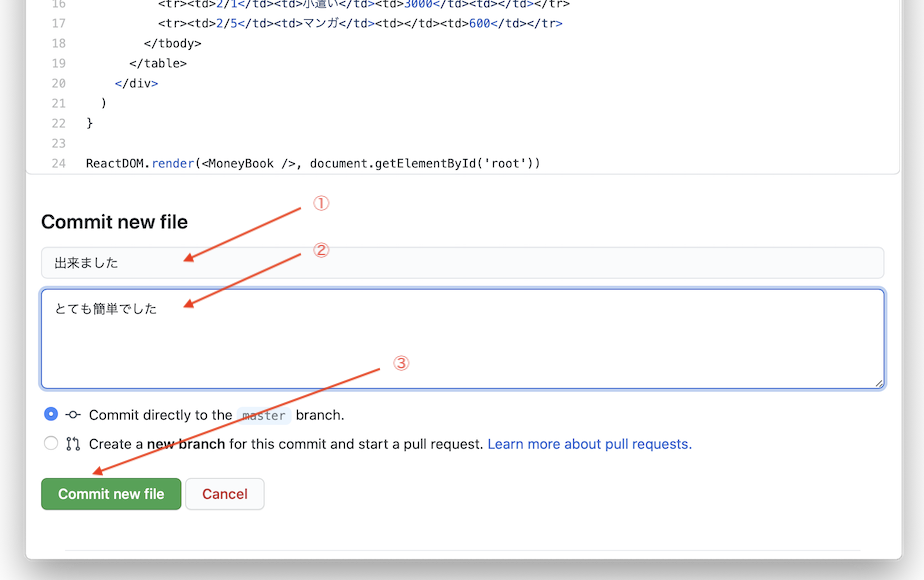 16 <tr><td>2/1</td><td>小遣い</td><td>3000</td><td></td></tr>
17 <tr><td>2/5</td><td>マンガ</td><td></td><td>600</td></tr>
18 </tbody>
19 </table>
20 </div>
21 )
22 }
23
24 ReactDOM.render(<MoneyBook />, document.getElementById('root'))
①
Commit new file
②
出来ました
とても簡単でした
③
Commit directly to the master branch.
Create a new branch for this commit and start a pull request. Learn more about pull requests.
Commit new file Cancel